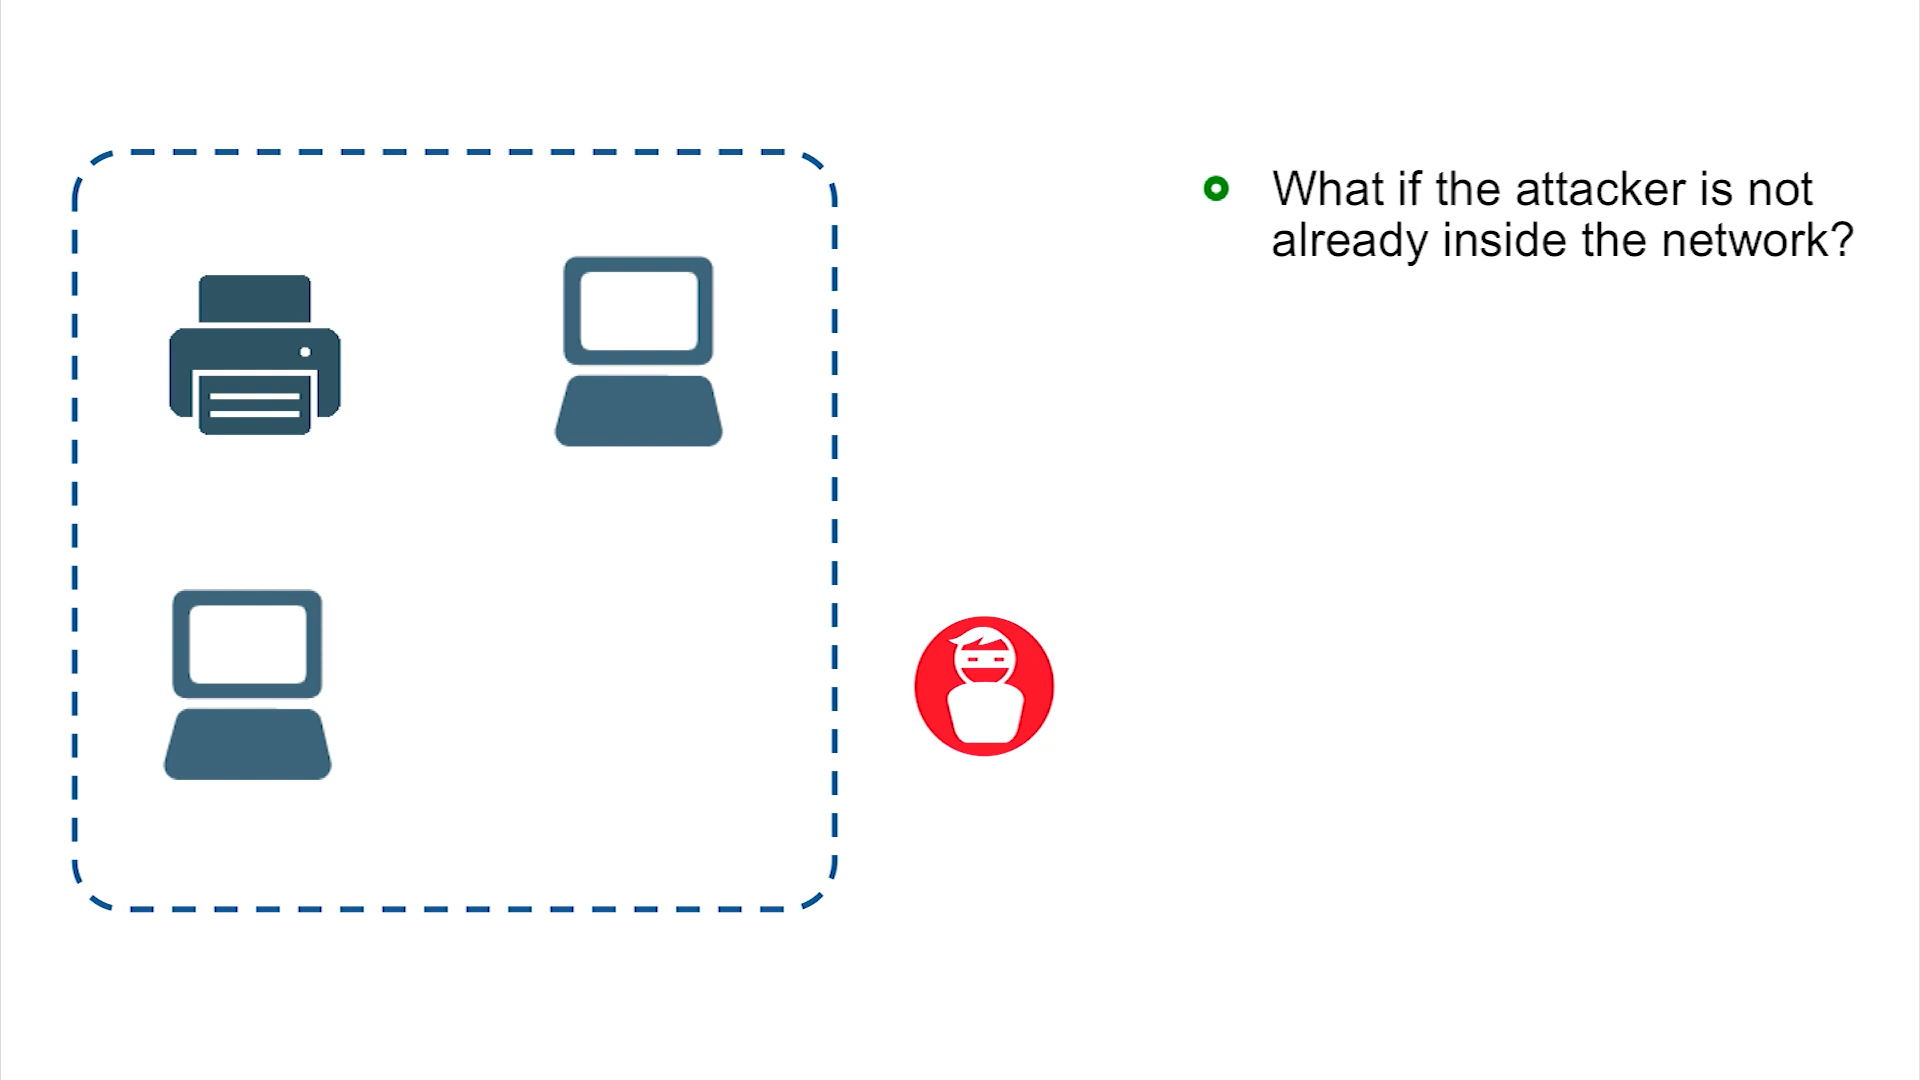 What if the attacker is not
already inside the network?